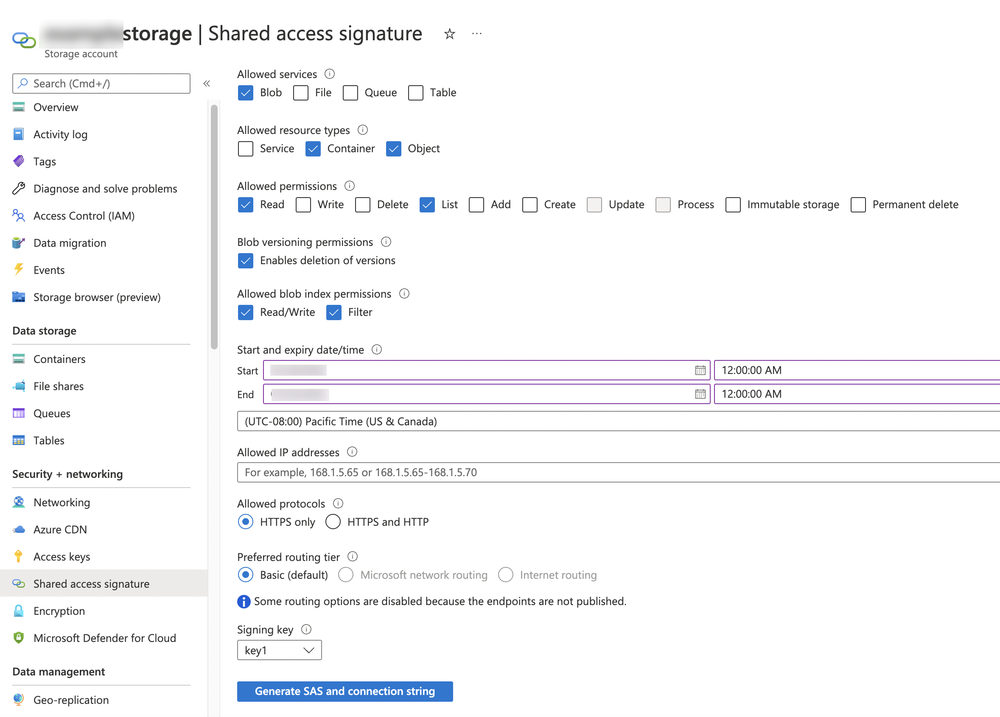 storage | Shared access signature
Storage account
Search (Cmd+/)
Overview
Activity log
Tags
Diagnose and solve problems
Access Control (IAM)
Data migration
Events
Storage browser (preview)
Data storage
Containers
File shares
Queues
Tables
Security + networking
Networking
Azure CDN
Access keys
Shared access signature
Encryption
Microsoft Defender for Cloud
Data management
Geo-replication
Allowed services
Blob File Queue Table
Allowed resource types
Service Container Object
Allowed permissions
Read Write Delete List Add Create Update Process Immutable storage Permanent delete
Blob versioning permissions
Enables deletion of versions
Allowed blob index permissions
Read/Write Filter
Start and expiry date/time
Start 12:00:00 AM
End 12:00:00 AM
(UTC-08:00) Pacific Time (US & Canada)
Allowed IP addresses
For example, 168.1.5.65 or 168.1.5.65-168.1.5.70
Allowed protocols
HTTPS only HTTPS and HTTP
Preferred routing tier
Basic (default) Microsoft network routing Internet routing
Some routing options are disabled because the endpoints are not published.
Signing key
key1
Generate SAS and connection string